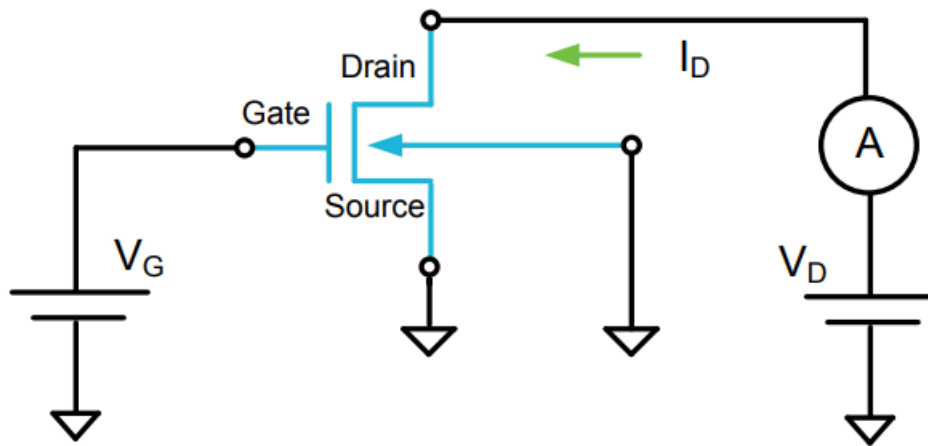 Drain
I_D
Gate
A
Source
V_G
V_D